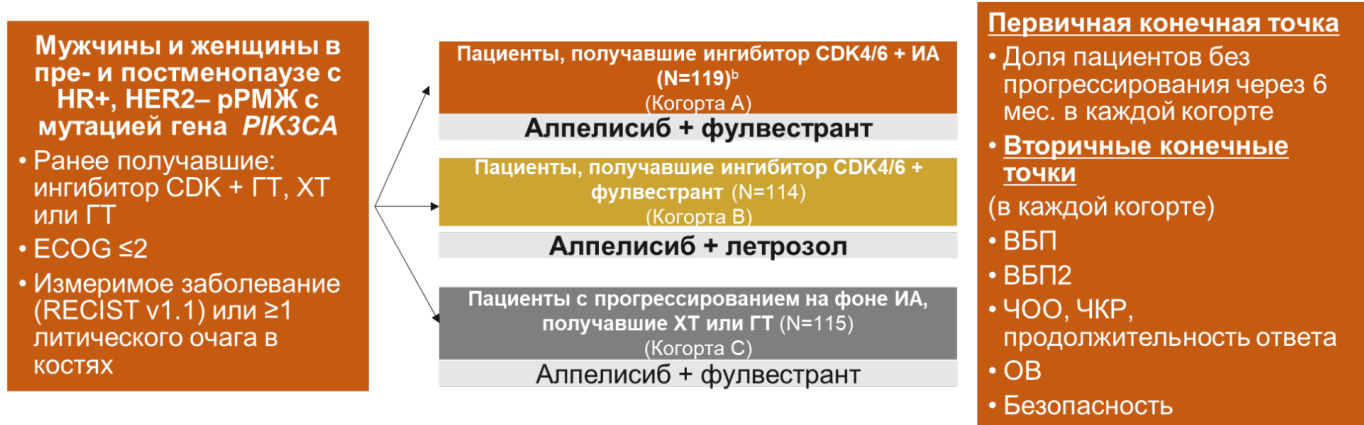 Мужчины и женщины в
пре- и постменопаузе с
HR+, HER2– рРМЖ с
мутацией гена PIK3CA
• Ранее получавшие:
ингибитор CDK + ГТ, ХТ
или ГТ
• ECOG ≤2
• Измеримое заболевание
(RECIST v1.1) или ≥1
литического очага в
костях
Пациенты, получавшие ингибитор CDK4/6 + ИА
(N=119)b
(Когорта А)
Алпелисиб + фулвестрант
Пациенты, получавшие ингибитор CDK4/6 +
фулвестрант (N=114)
(Когорта В)
Алпелисиб + летрозол
Пациенты с прогрессированием на фоне ИА,
получавшие ХТ или ГТ (N=115)
(Когорта С)
Алпелисиб + фулвестрант
Первичная конечная точка
• Доля пациентов без
прогрессирования через 6
мес. в каждой когорте
• Вторичные конечные
точки
(в каждой когорте)
• ВБП
• ВБП2
• ЧОО, ЧКР,
продолжительность ответа
• ОВ
• Безопасность